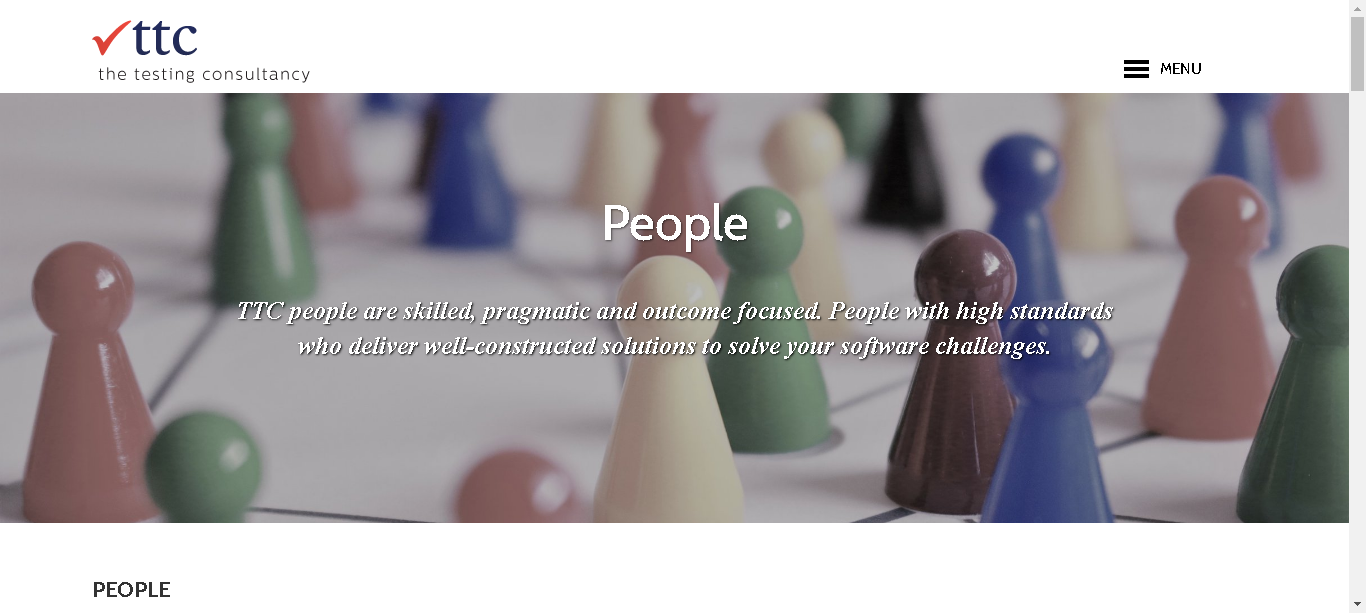 ttc
the testing consultancy
MENU
People
TTC people are skilled, pragmatic and outcome focused. People with high standards
who deliver well-constructed solutions to solve your software challenges.
PEOPLE